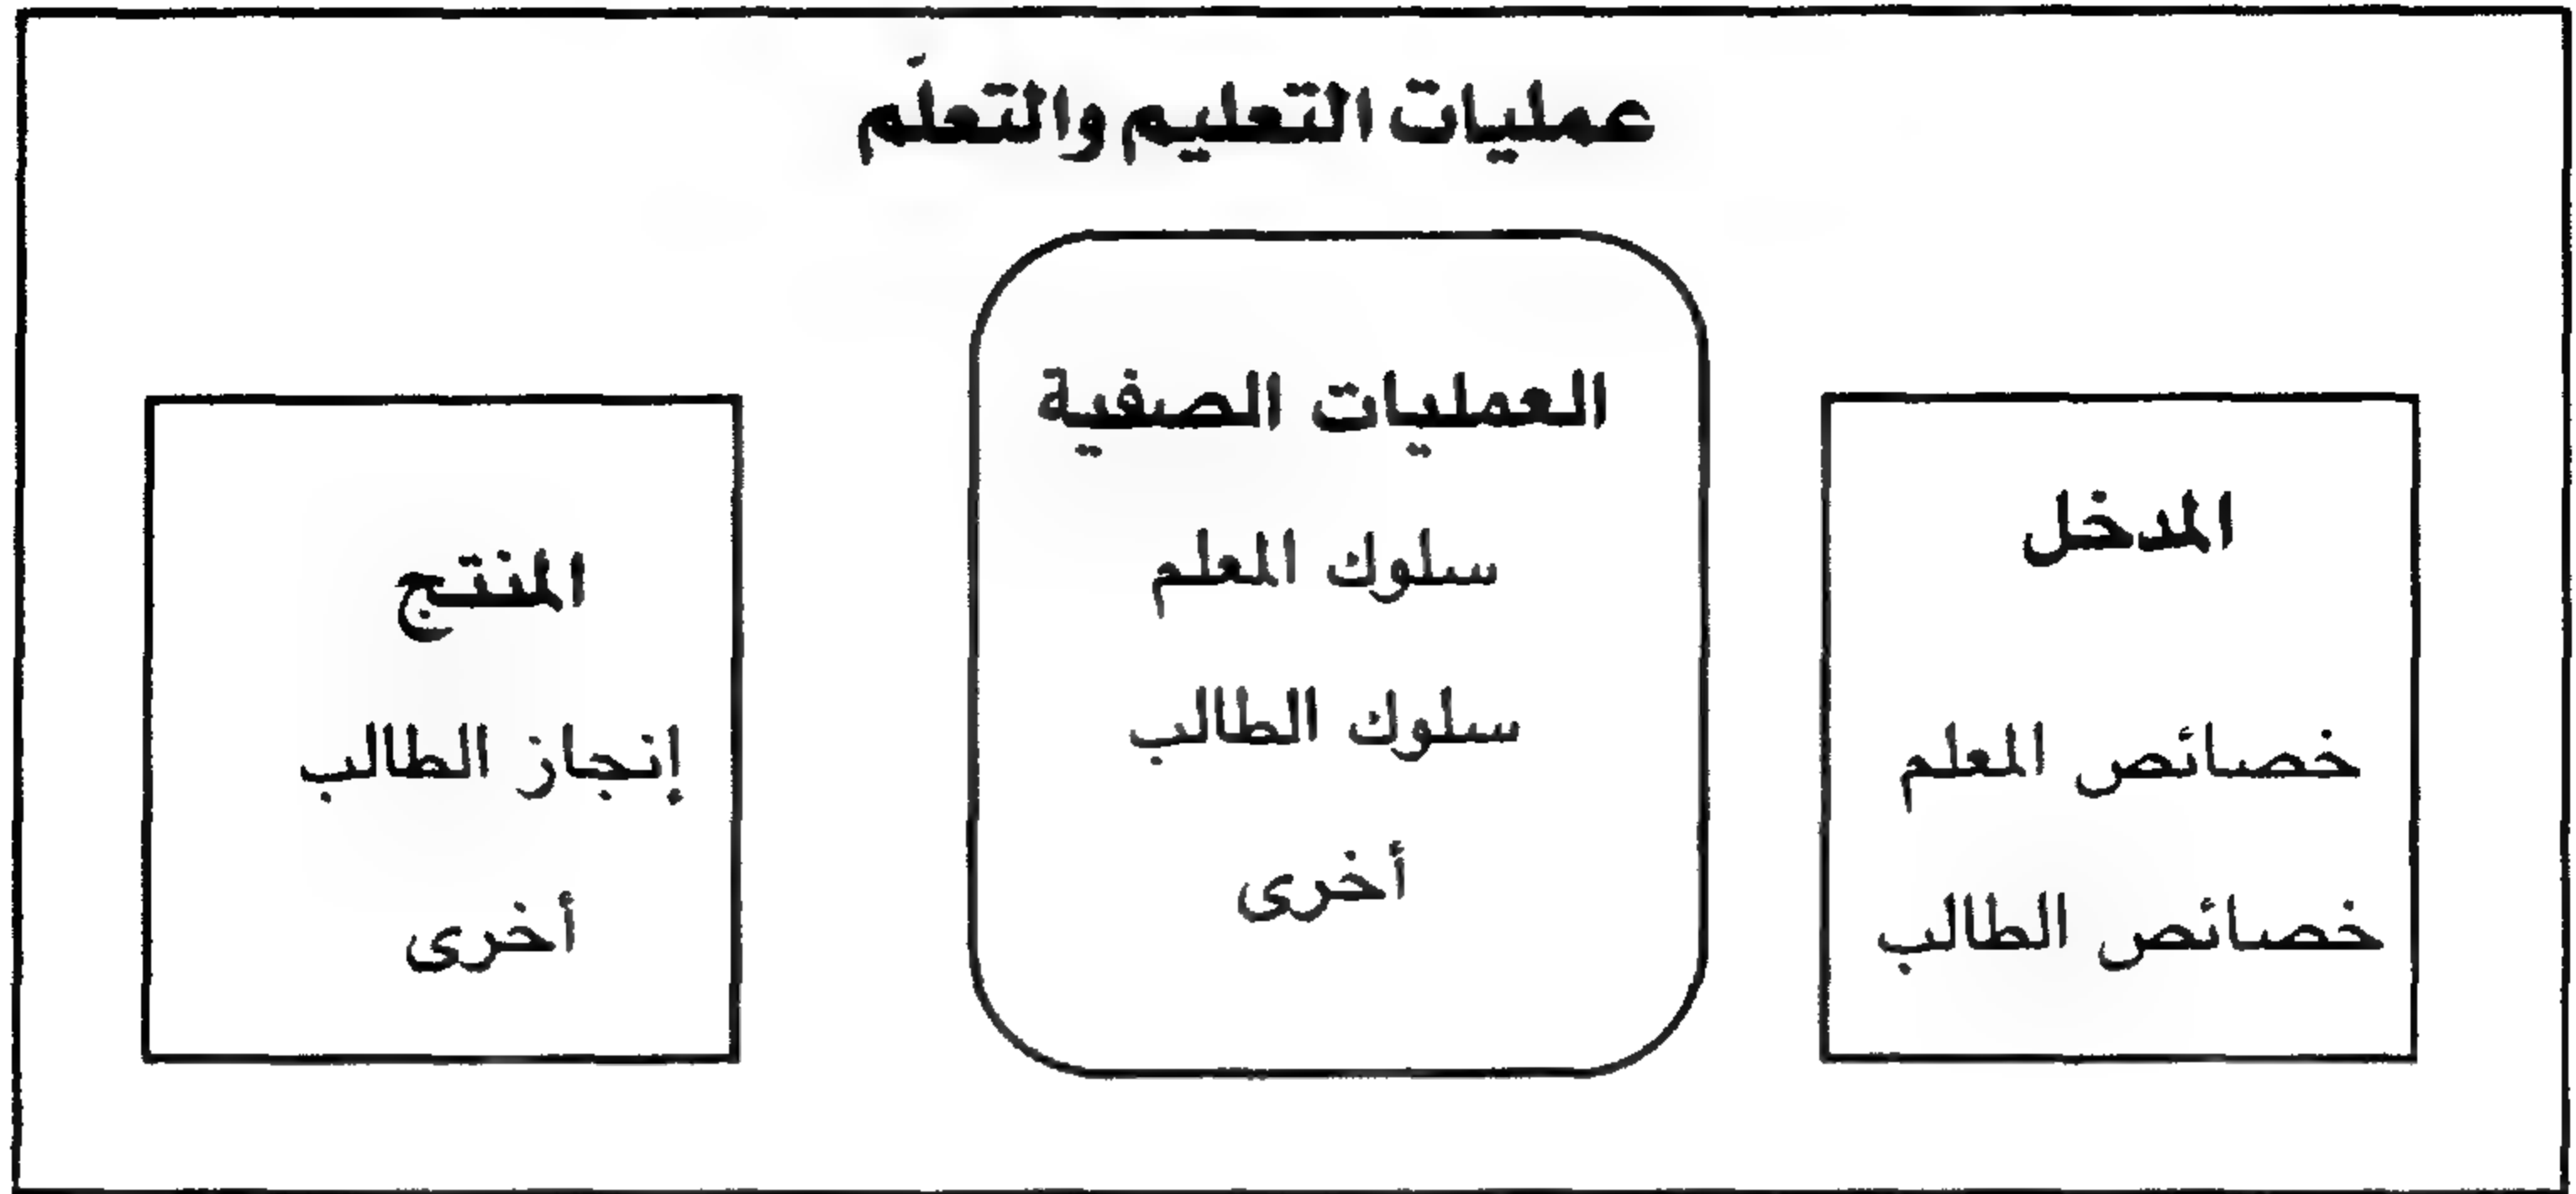 عمليات التعليم والتعلّم
المدخل
خصائص المعلم
خصائص الطالب
العمليات الصفية
سلوك المعلم
سلوك الطالب
أخرى
المنتج
إنجاز الطالب
أخرى